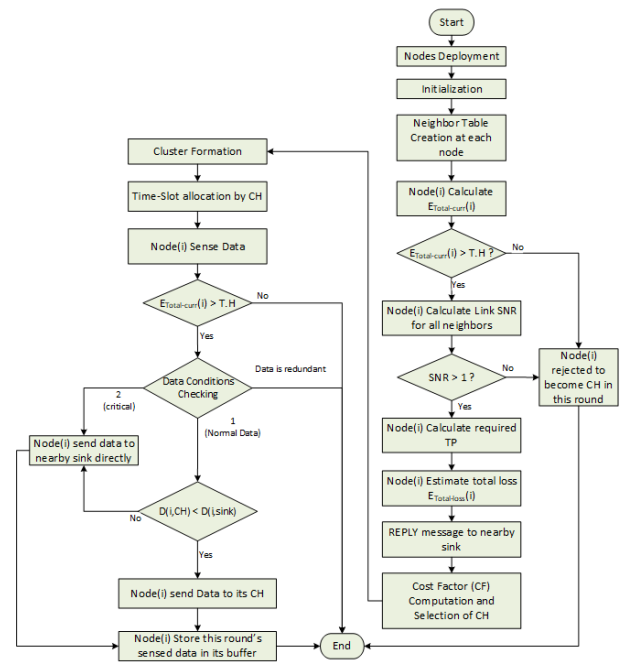 Start
Nodes Deployment
Initialization
Neighbor Table
Creation at each
node
Node(i) Calculate
ETotal-curr(i)
ETotal-curr(i) > T.H ?
No
Yes
Node(i) Calculate Link SNR
for all neighbors
SNR > 1 ?
No
Yes
Node(i)
rejected to
become CH in
this round
Node(i) Calculate required
TP
Node(i) Estimate total loss
ETotal-loss(i)
REPLY message to nearby
sink
Cost Factor (CF)
Computation and
Selection of CH
Cluster Formation
Time-Slot allocation by CH
Node(i) Sense Data
ETotal-curr(i) > T.H
No
Yes
Data Conditions
Checking
Data is redundant
2
(critical)
1
(Normal Data)
Node(i) send data to
nearby sink directly
D(i,CH) < D(i,sink)
No
Yes
Node(i) send Data to its CH
Node(i) Store this round's
sensed data in its buffer
End